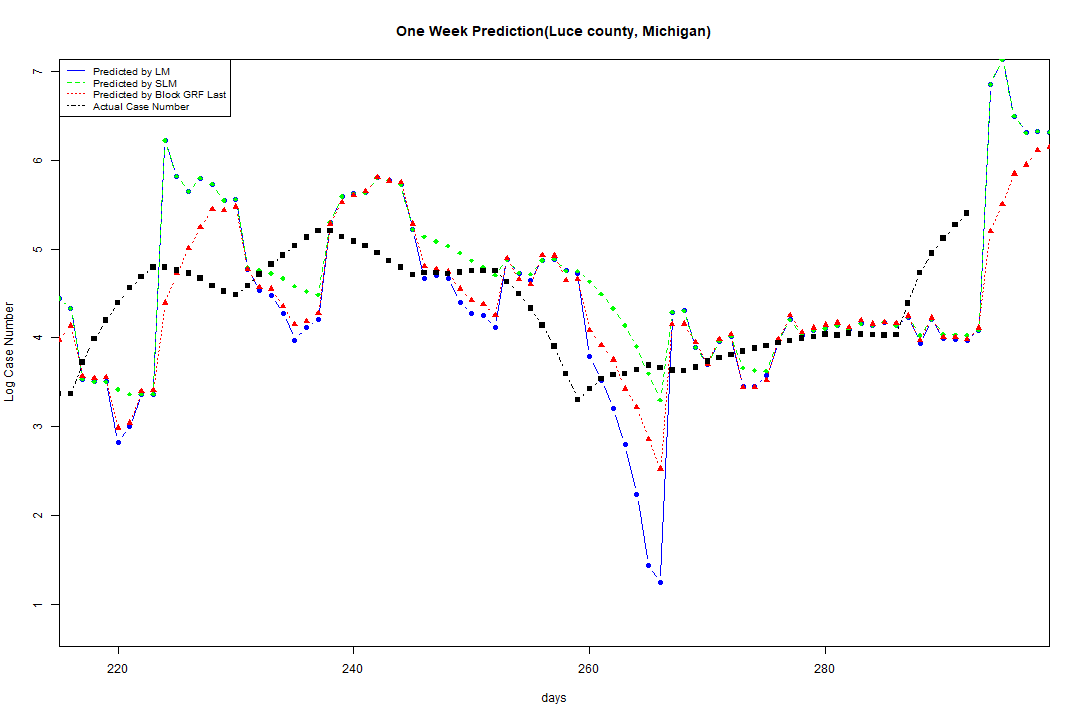 One Week Prediction(Luce county, Michigan)
Predicted by LM
Predicted by SLM
Predicted by Block GRF Last
Actual Case Number
7
6
5
4
3
2
1
Log Case Number
220
240
260
280
days